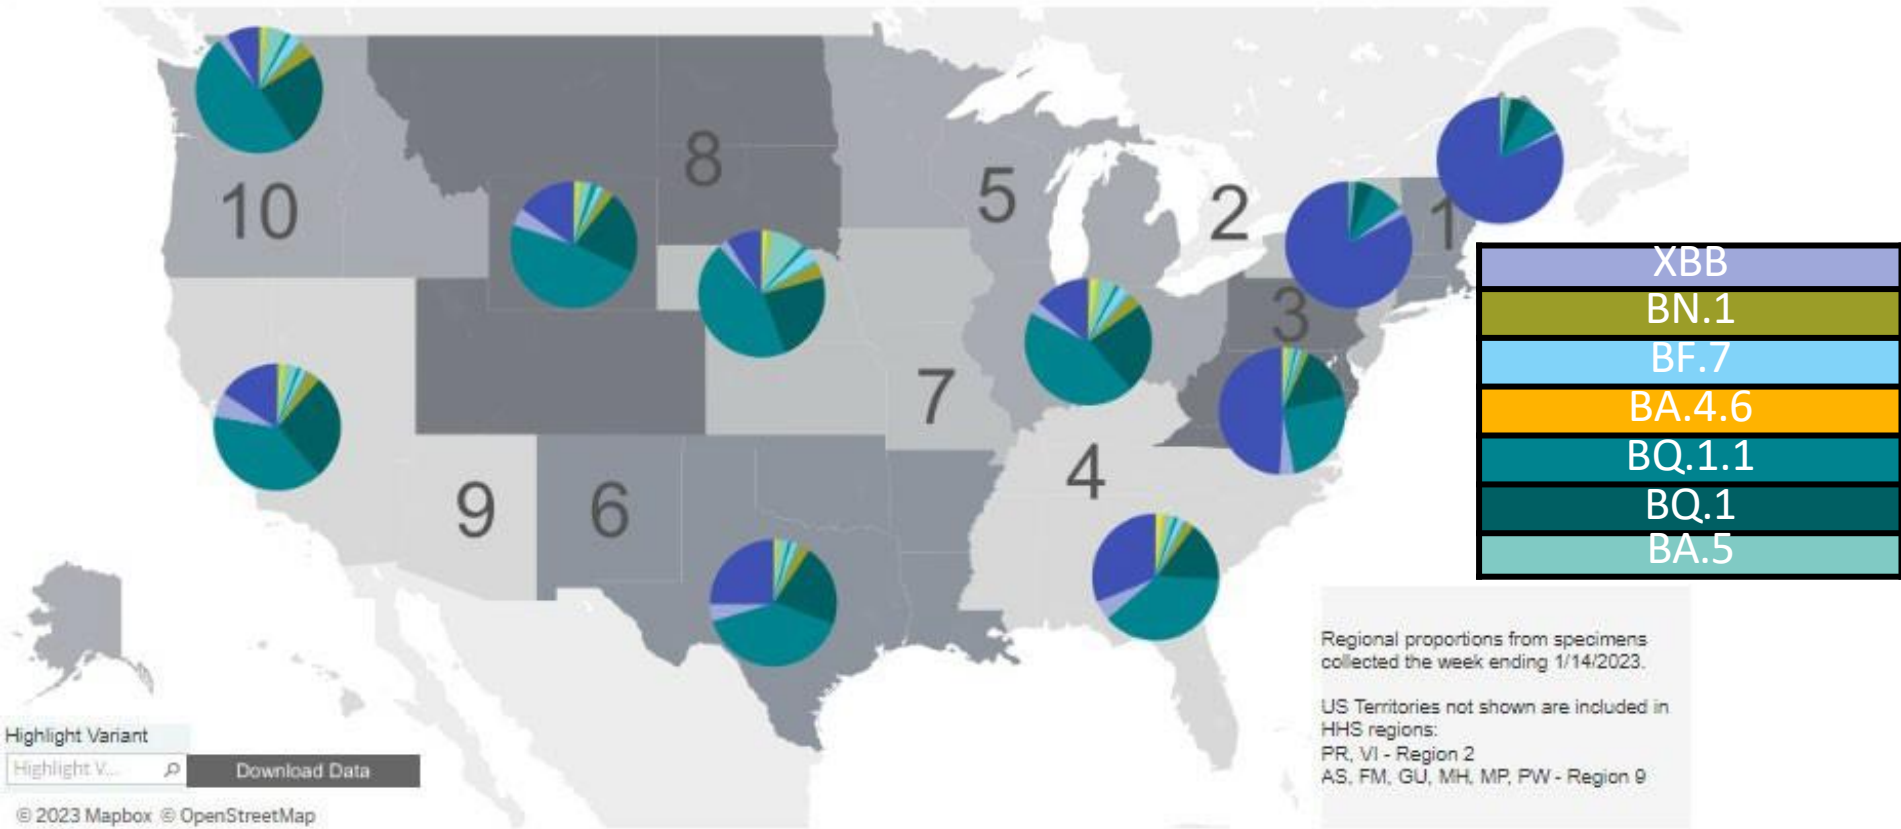 10
8
5
2
1
3
7
9
6
4
XBB
BN.1
BF.7
BA.4.6
BQ.1.1
BQ.1
BA.5
Regional proportions from specimens
collected the week ending 1/14/2023.
US Territories not shown are included in
HHS regions:
PR, VI - Region 2
AS, FM, GU, MH, MP, PW - Region 9
Highlight Variant
Highlight V...
Download Data
© 2023 Mapbox © OpenStreetMap